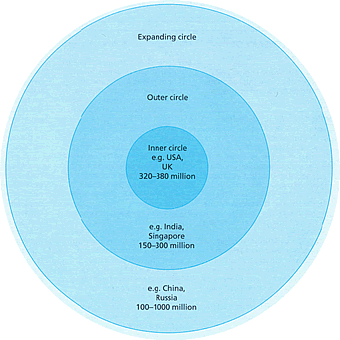 Expanding circle
Outer circle
Inner circle
e.g. USA,
UK
320–380 million
e.g. India,
Singapore
150–300 million
e.g. China,
Russia
100–1000 million